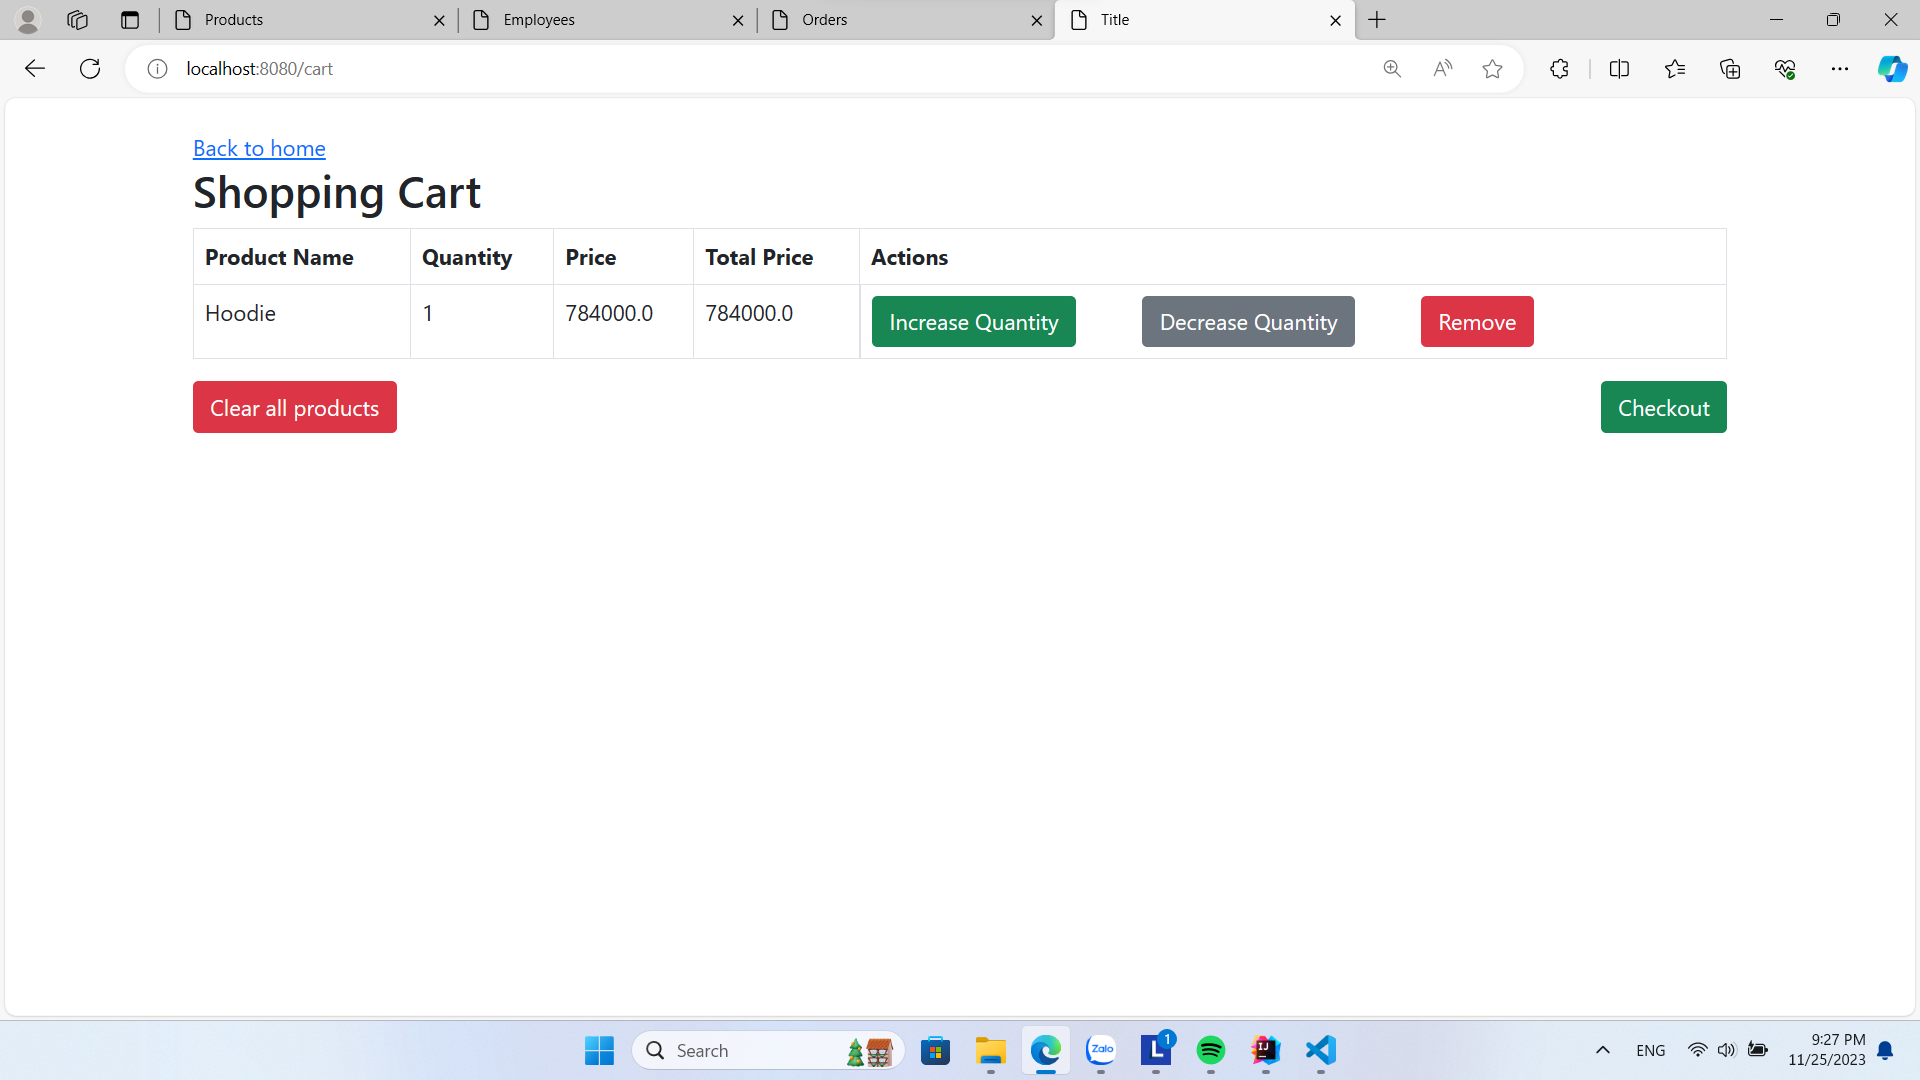 Products Employees Orders Title
localhost:8080/cart
Back to home
Shopping Cart
Product Name Quantity Price Total Price Actions
Hoodie 1 784000.0 784000.0 Increase Quantity Decrease Quantity Remove
Clear all products Checkout
Search Zalo L 1 IJ ENG 9:27 PM
11/25/2023